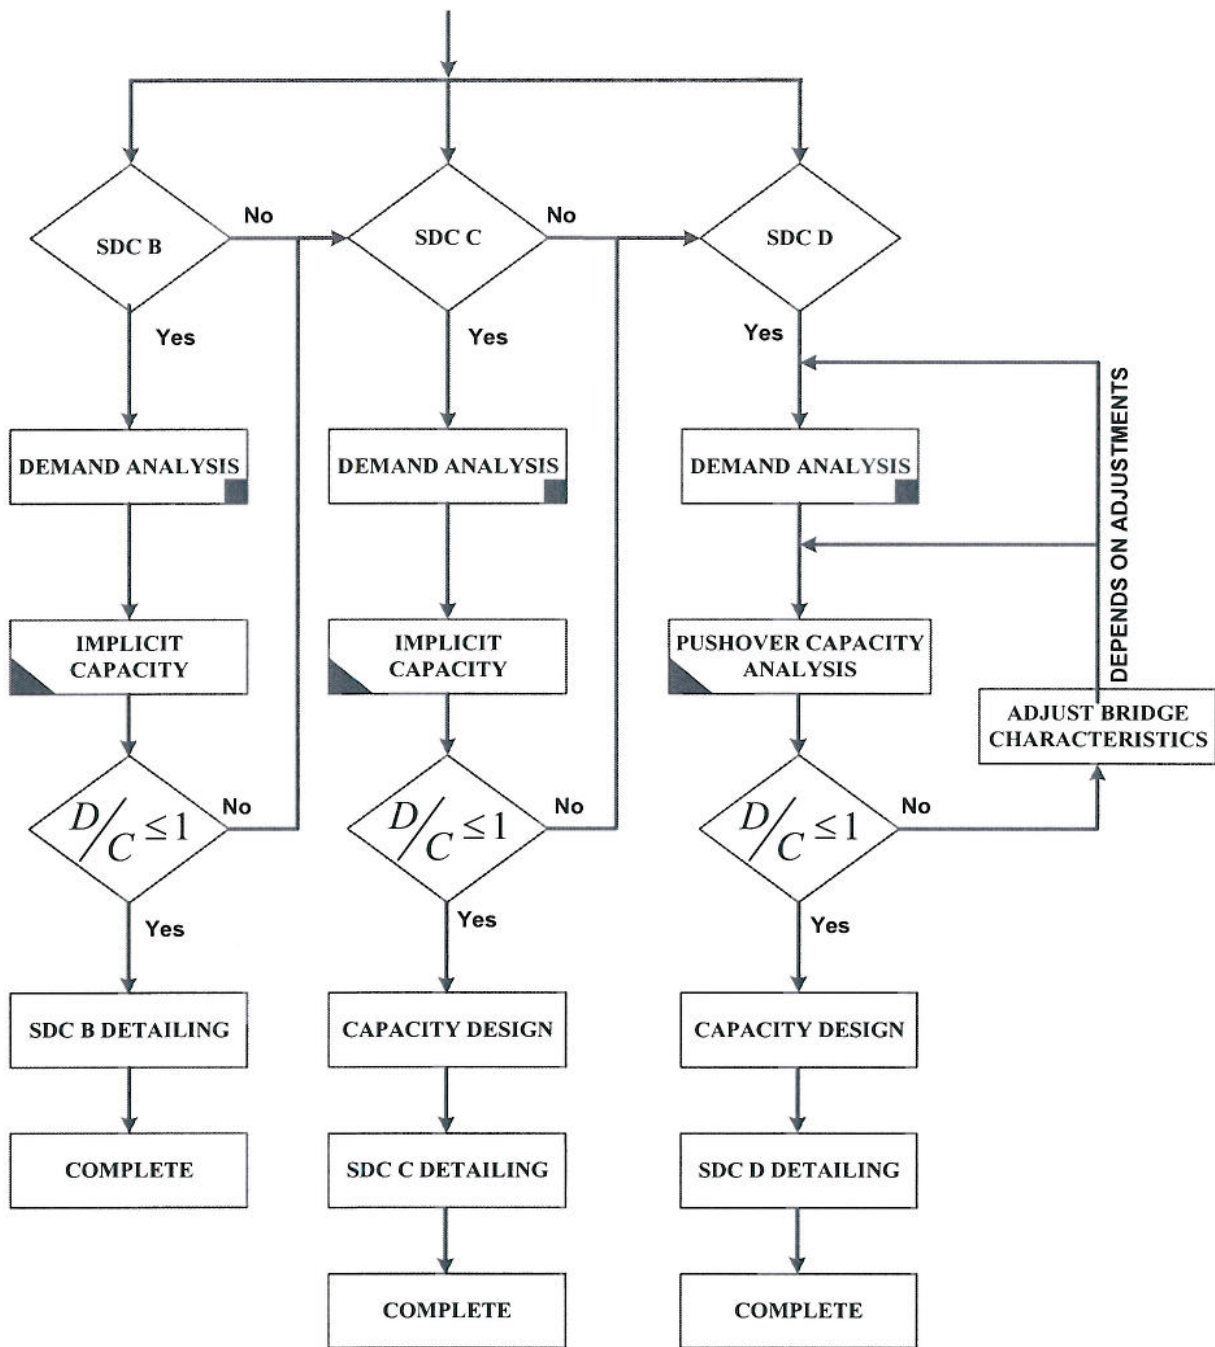 SDC B
No
SDC C
No
SDC D
Yes
Yes
Yes
DEMAND ANALYSIS
DEMAND ANALYSIS
DEMAND ANALYSIS
DEPENDS ON ADJUSTMENTS
IMPLICIT
CAPACITY
IMPLICIT
CAPACITY
PUSHOVER CAPACITY
ANALYSIS
ADJUST BRIDGE
CHARACTERISTICS
D/C ≤ 1
No
D/C ≤ 1
No
D/C ≤ 1
No
Yes
Yes
Yes
SDC B DETAILING
CAPACITY DESIGN
CAPACITY DESIGN
COMPLETE
SDC C DETAILING
SDC D DETAILING
COMPLETE
COMPLETE